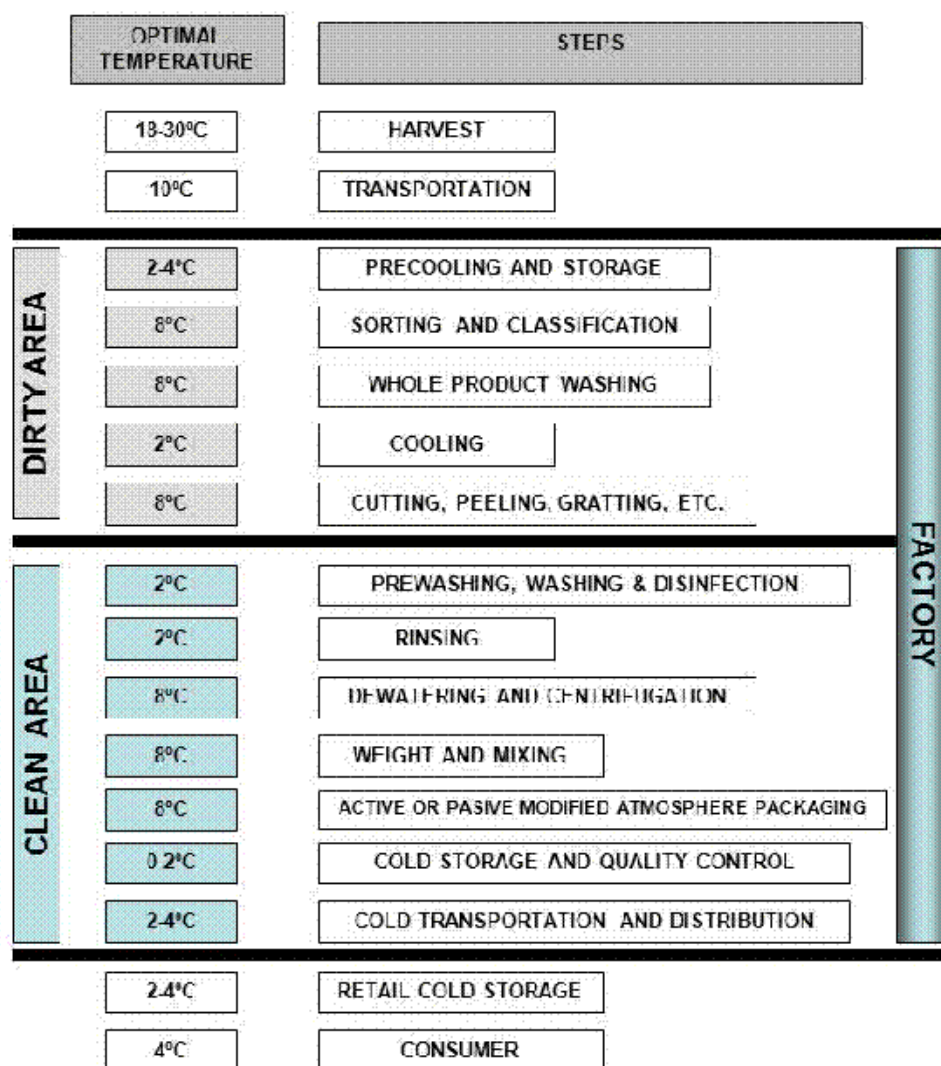 OPTIMAL
TEMPERATURE
STEPS
18-30ºC
HARVEST
10ºC
TRANSPORTATION
DIRTY AREA
2-4ºC
PRECOOLING AND STORAGE
8ºC
SORTING AND CLASSIFICATION
8ºC
WHOLE PRODUCT WASHING
2ºC
COOLING
8ºC
CUTTING, PEELING, GRATTING, ETC.
FACTORY
CLEAN AREA
2ºC
PREWASHING, WASHING & DISINFECTION
2ºC
RINSING
8ºC
DEWATERING AND CENTRIFUGATION
8ºC
WEIGHT AND MIXING
8ºC
ACTIVE OR PASIVE MODIFIED ATMOSPHERE PACKAGING
0-2ºC
COLD STORAGE AND QUALITY CONTROL
2-4ºC
COLD TRANSPORTATION AND DISTRIBUTION
2-4ºC
RETAIL COLD STORAGE
4ºC
CONSUMER